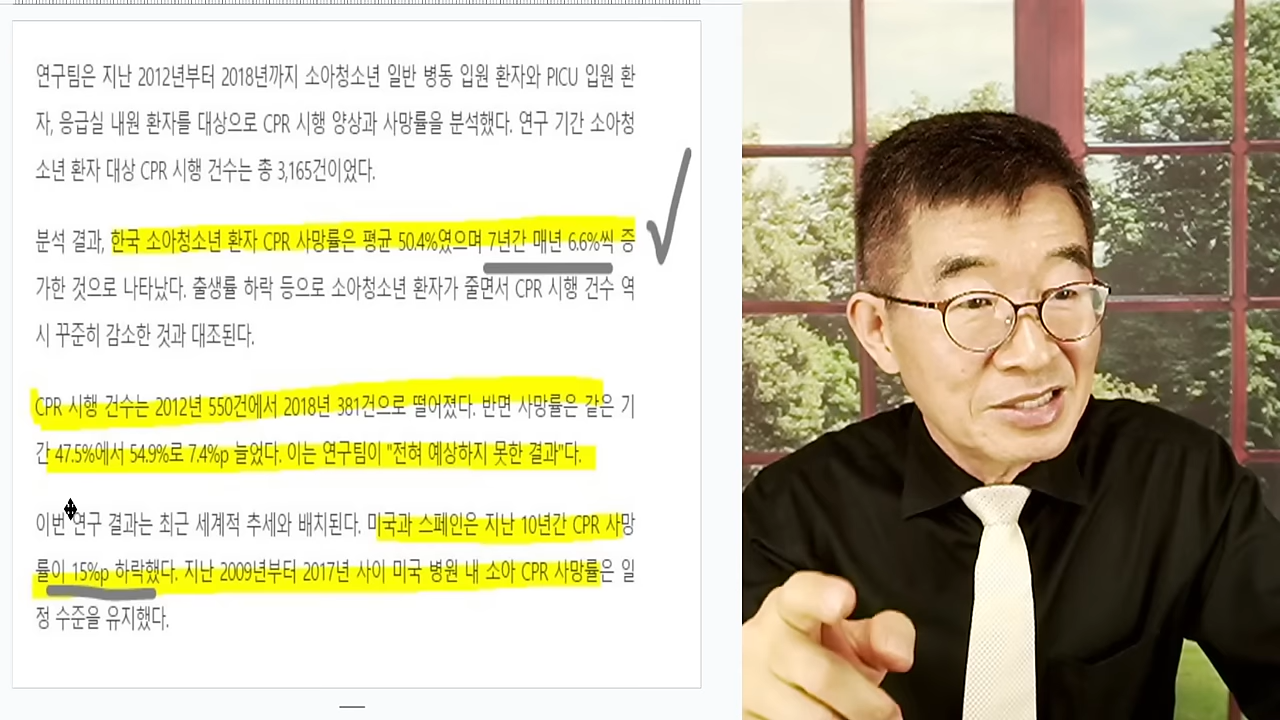 연구팀은 지난 2012년부터 2018년까지 소아청소년 일반 병동 입원 환자와 PICU 입원 환
자, 응급실 내원 환자를 대상으로 CPR 시행 양상과 사망률을 분석했다. 연구 기간 소아청
소년 환자 대상 CPR 시행 건수는 총 3,165건이었다.
분석 결과, 한국 소아청소년 환자 CPR 사망률은 평균 50.4%였으며 7년간 매년 6.6%씩 증
가한 것으로 나타났다. 출생률 하락 등으로 소아청소년 환자가 줄면서 CPR 시행 건수 역
시 꾸준히 감소한 것과 대조된다.
CPR 시행 건수는 2012년 550건에서 2018년 381건으로 떨어졌다. 반면 사망률은 같은 기
간 47.5%에서 54.9%로 7.4%p 늘었다. 이는 연구팀이 "전혀 예상하지 못한 결과"다.
이번 연구 결과는 최근 세계적 추세와 배치된다. 미국과 스페인은 지난 10년간 CPR 사망
률이 15%p 하락했다. 지난 2009년부터 2017년 사이 미국 병원 내 소아 CPR 사망률은 일
정 수준을 유지했다.